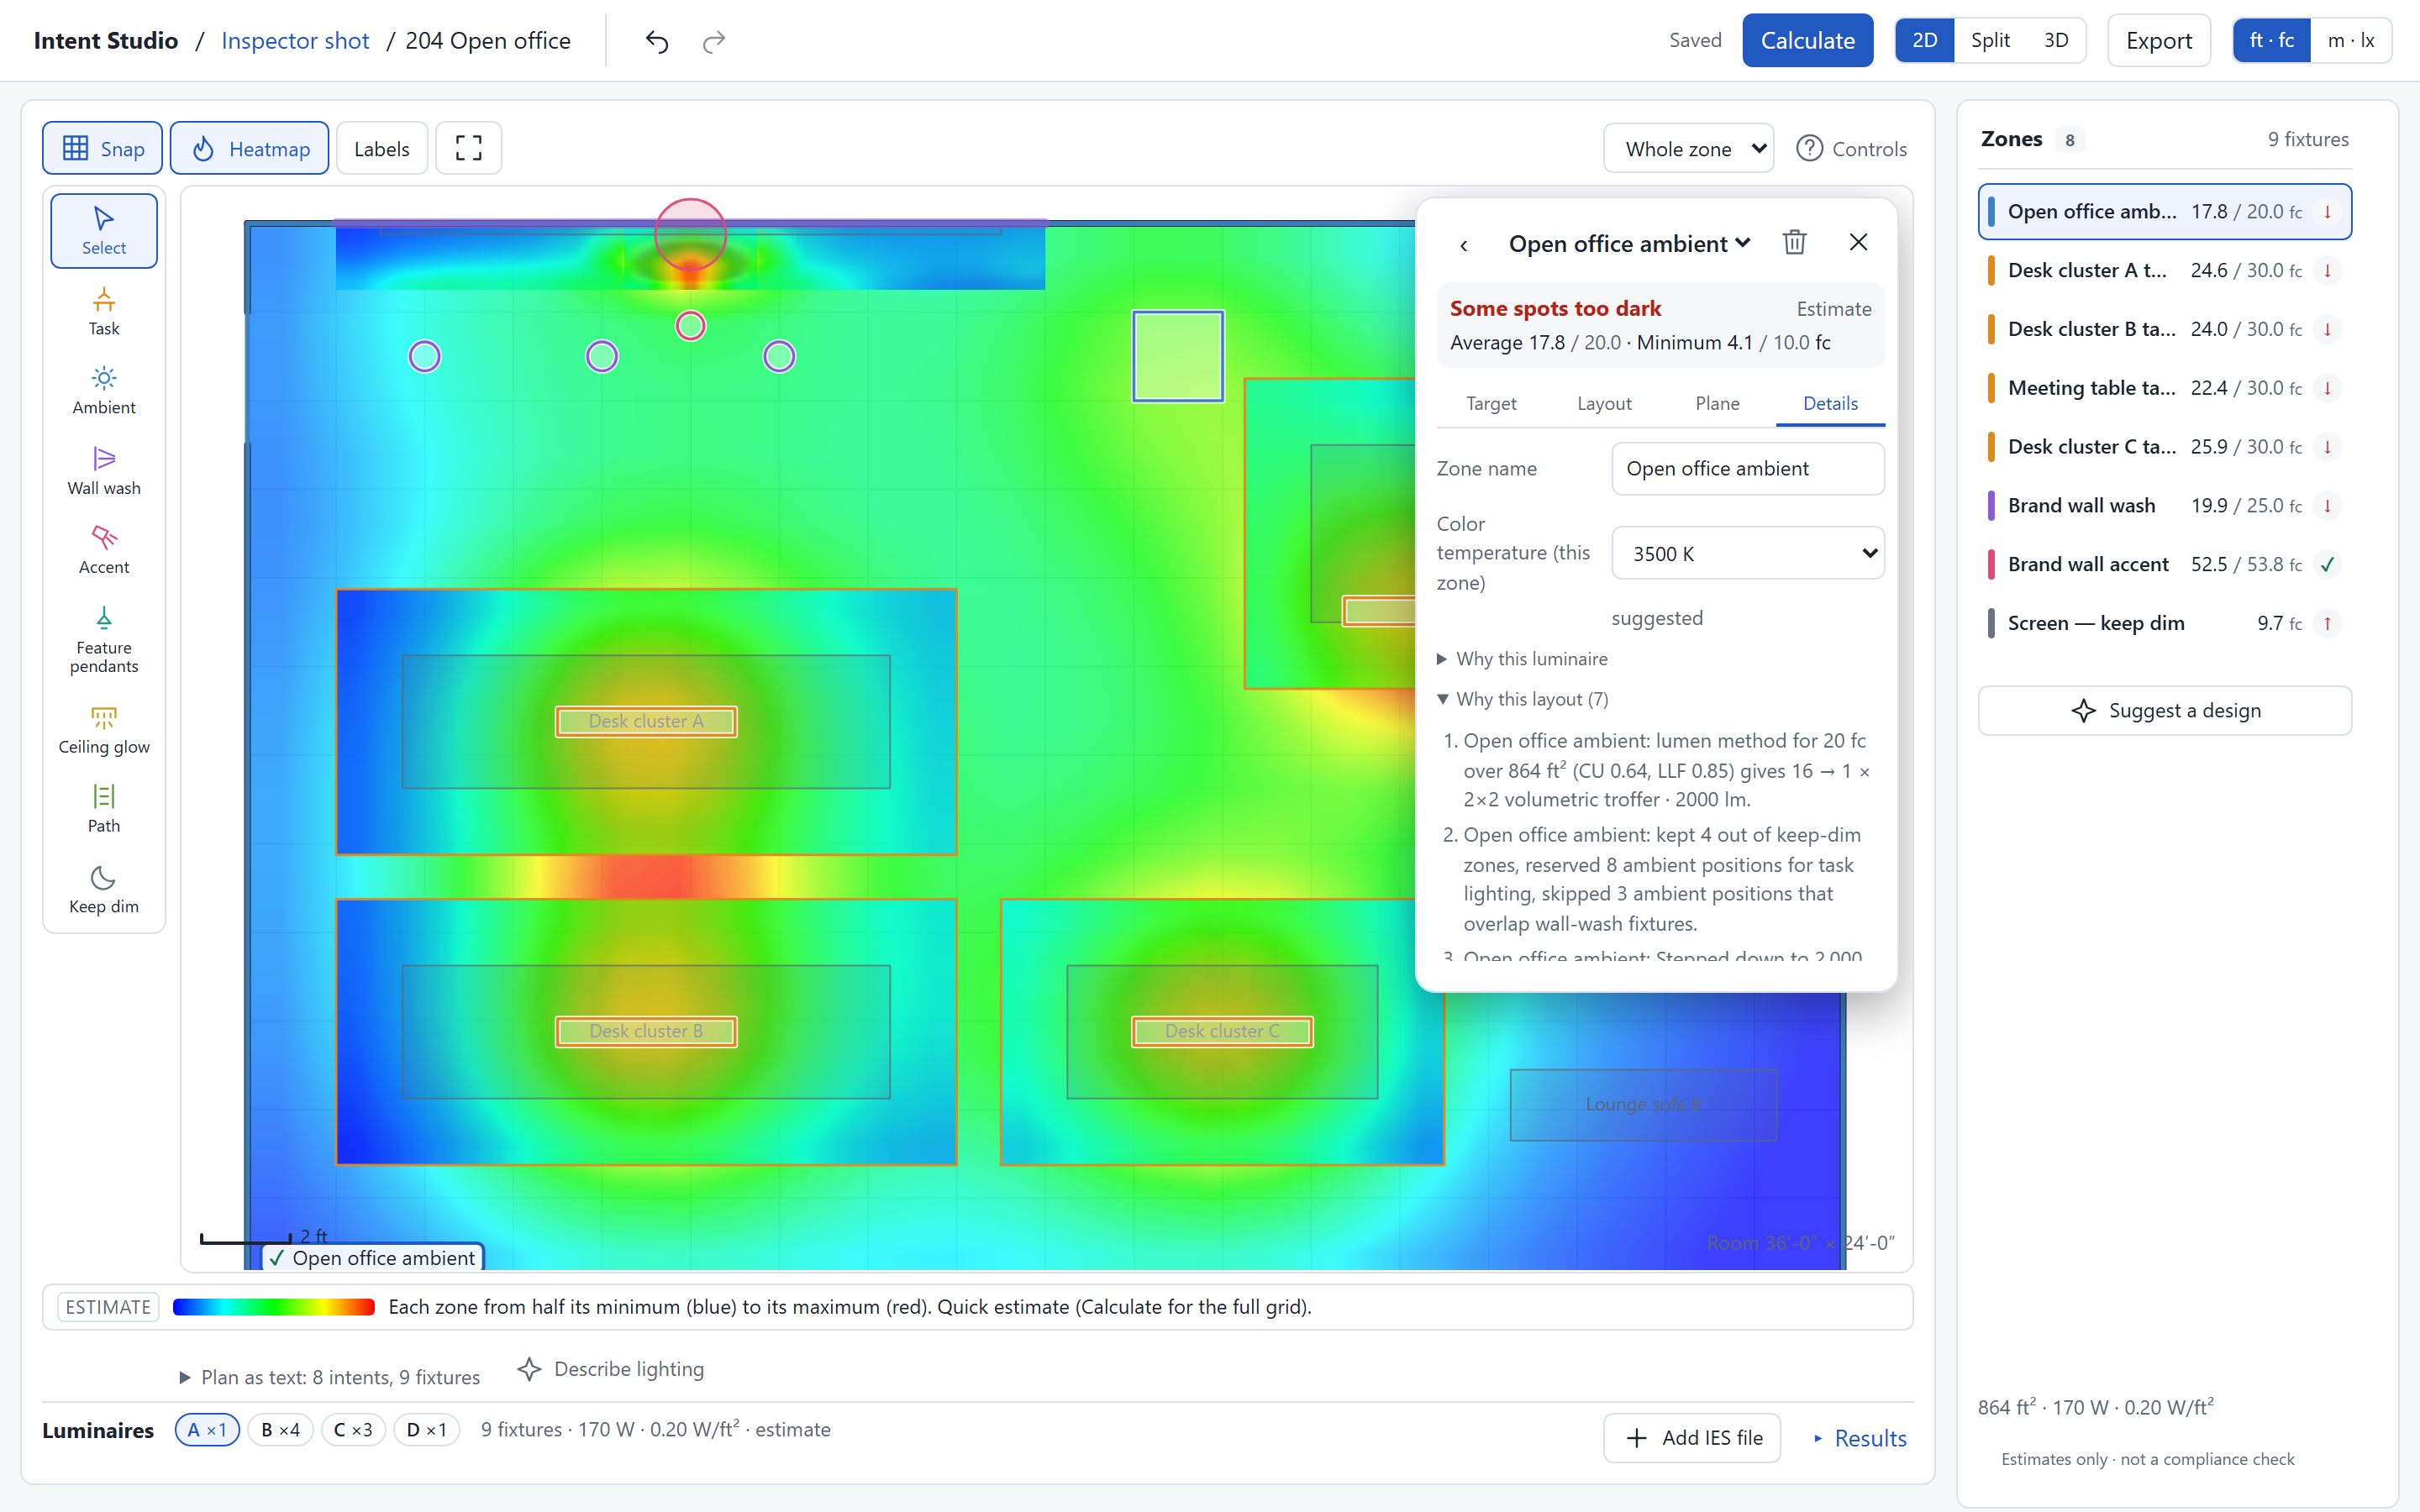 Intent Studio / Inspector shot / 204 Open office
Saved
Calculate
2D Split 3D
Export
ft · fc m · lx
Snap
Heatmap
Labels
Whole zone
Controls
Select
Task
Ambient
Wall wash
Accent
Feature
pendants
Ceiling glow
Path
Keep dim
Desk cluster A
Desk cluster B
Desk cluster C
Lounge sofa B
2 ft
✓ Open office ambient
Room 36'-0" × 24'-0"
‹ Open office ambient
Some spots too dark Estimate
Average 17.8 / 20.0 · Minimum 4.1 / 10.0 fc
Target Layout Plane Details
Zone name Open office ambient
Color
temperature (this
zone)
3500 K
suggested
▶ Why this luminaire
▼ Why this layout (7)
1. Open office ambient: lumen method for 20 fc
over 864 ft² (CU 0.64, LLF 0.85) gives 16 → 1 ×
2×2 volumetric troffer · 2000 lm.
2. Open office ambient: kept 4 out of keep-dim
zones, reserved 8 ambient positions for task
lighting, skipped 3 ambient positions that
overlap wall-wash fixtures.
3. Open office ambient: Stepped down to 2,000
ESTIMATE Each zone from half its minimum (blue) to its maximum (red). Quick estimate (Calculate for the full grid).
▶ Plan as text: 8 intents, 9 fixtures
Describe lighting
Luminaires A ×1 B ×4 C ×3 D ×1 9 fixtures · 170 W · 0.20 W/ft² · estimate
+ Add IES file
▸ Results
Zones 8 9 fixtures
Open office amb... 17.8 / 20.0 fc ↓
Desk cluster A t... 24.6 / 30.0 fc ↓
Desk cluster B ta... 24.0 / 30.0 fc ↓
Meeting table ta... 22.4 / 30.0 fc ↓
Desk cluster C ta... 25.9 / 30.0 fc ↓
Brand wall wash 19.9 / 25.0 fc ↓
Brand wall accent 52.5 / 53.8 fc ✓
Screen — keep dim 9.7 fc ↑
Suggest a design
864 ft² · 170 W · 0.20 W/ft²
Estimates only · not a compliance check